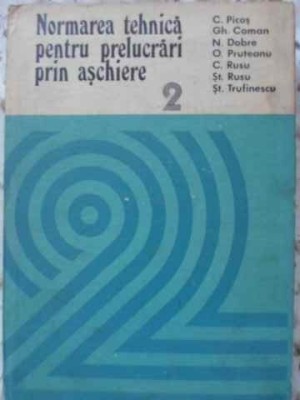 Normarea tehnică
pentru prelucrări
prin așchiere
2
C. Picoș
Gh. Coman
N. Dobre
O. Pruteanu
C. Rusu
Șt. Rusu
Șt. Trufinescu